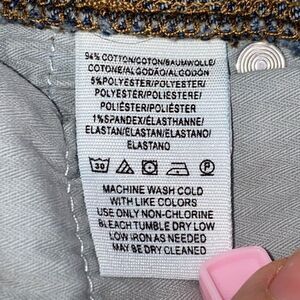 94% COTTON/COTON/BAUMWOLLE/
COTONE/ALGODÃO/ALGODÓN
5%POLYESTER/POLYESTER/
POLYESTER/POLIESTERE/
POLIÉSTER/POLIÉSTER
1%SPANDEX/ÉLASTHANNE/
ELASTAN/ELASTAN/ELASTANO/
ELASTANO
30
P
MACHINE WASH COLD
WITH LIKE COLORS
USE ONLY NON-CHLORINE
BLEACH TUMBLE DRY LOW
LOW IRON AS NEEDED
MAY BE DRY CLEANED